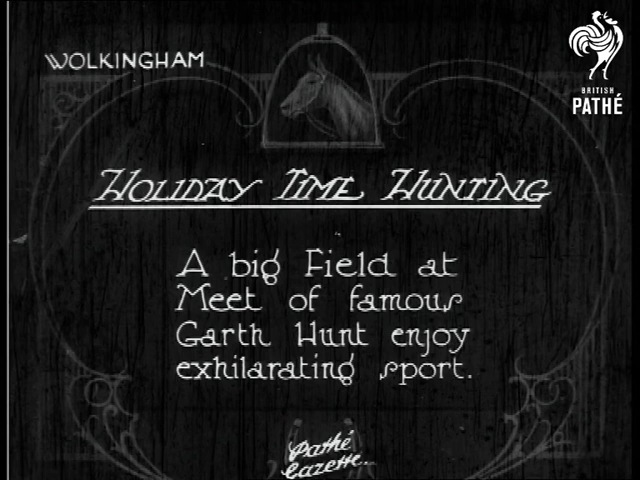 WOLKINGHAM
BRITISH
PATHÉ
HOLIDAY TIME HUNTING
A big Field at
Meet of famous
Garth Hunt enjoy
exhilarating sport.
Pathé
Gazette.